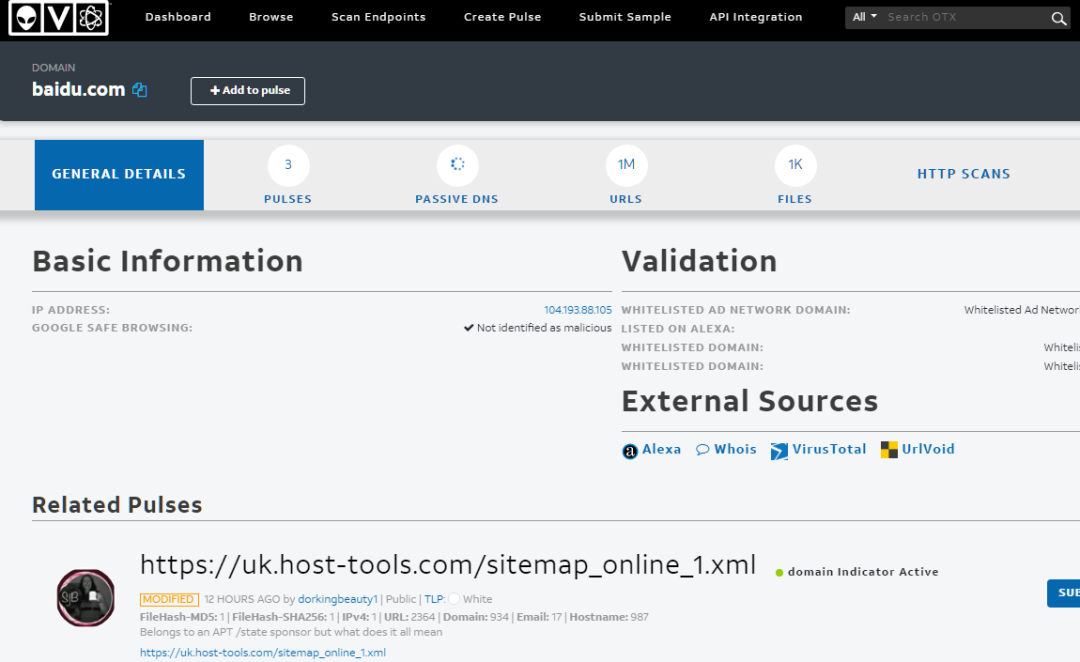 Dashboard Browse Scan Endpoints Create Pulse Submit Sample API Integration All Search OTX
DOMAIN
baidu.com + Add to pulse
GENERAL DETAILS
3
PULSES
PASSIVE DNS
1M
URLS
1K
FILES
HTTP SCANS
Basic Information
IP ADDRESS: 104.193.88.105
GOOGLE SAFE BROWSING: ✔ Not identified as malicious
Validation
WHITELISTED AD NETWORK DOMAIN: Whitelisted Ad Networ
LISTED ON ALEXA:
WHITELISTED DOMAIN: Whitelis
WHITELISTED DOMAIN: Whitelis
External Sources
Alexa Whois VirusTotal UrlVoid
Related Pulses
https://uk.host-tools.com/sitemap_online_1.xml domain Indicator Active
MODIFIED 12 HOURS AGO by dorkingbeauty1 | Public | TLP: White
FileHash-MD5: 1 | FileHash-SHA256: 1 | IPv4: 1 | URL: 2364 | Domain: 934 | Email: 17 | Hostname: 987
Belongs to an APT /state sponsor but what does it all mean
https://uk.host-tools.com/sitemap_online_1.xml
SUB